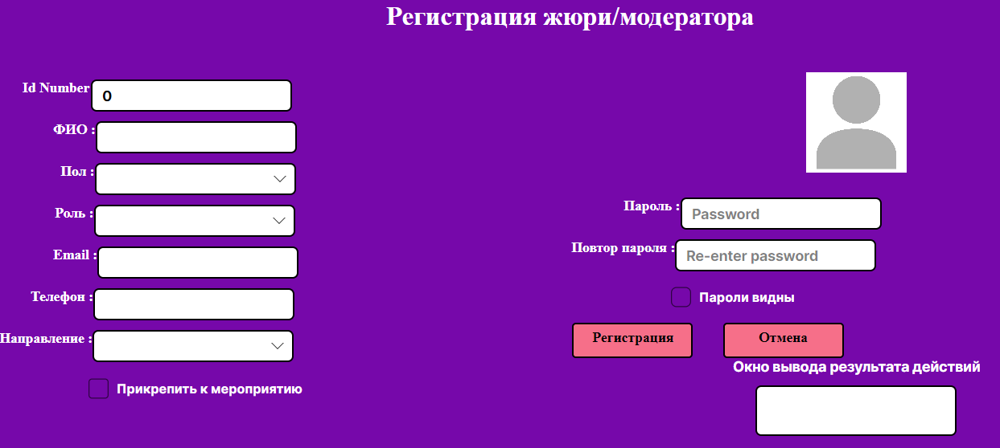 Регистрация жюри/модератора
Id Number
0
ФИО :
Пол :
Роль :
Email :
Телефон :
Направление :
Прикрепить к мероприятию
Пароль :
Password
Повтор пароля :
Re-enter password
Пароли видны
Регистрация
Отмена
Окно вывода результата действий